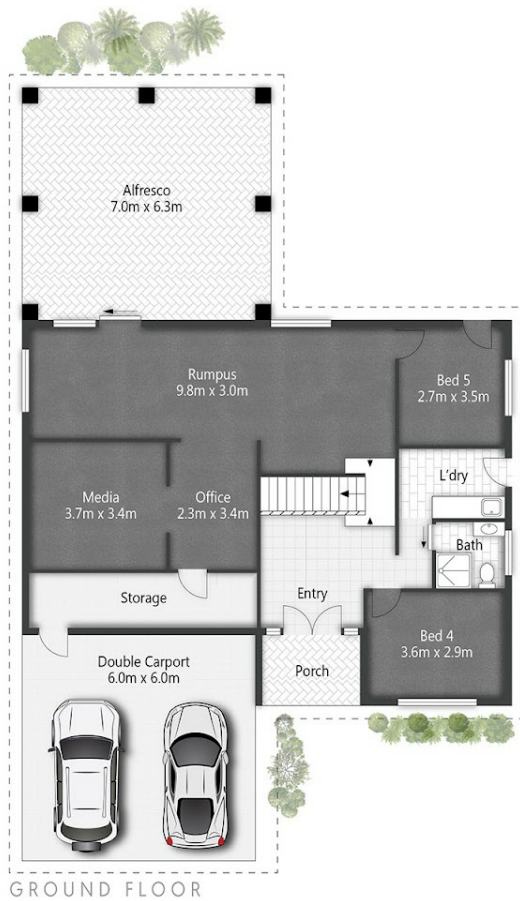 Alfresco
7.0m x 6.3m
Rumpus
9.8m x 3.0m
Bed 5
2.7m x 3.5m
L'dry
Media
3.7m x 3.4m
Office
2.3m x 3.4m
Bath
Storage
Entry
Bed 4
3.6m x 2.9m
Double Carport
6.0m x 6.0m
Porch
GROUND FLOOR